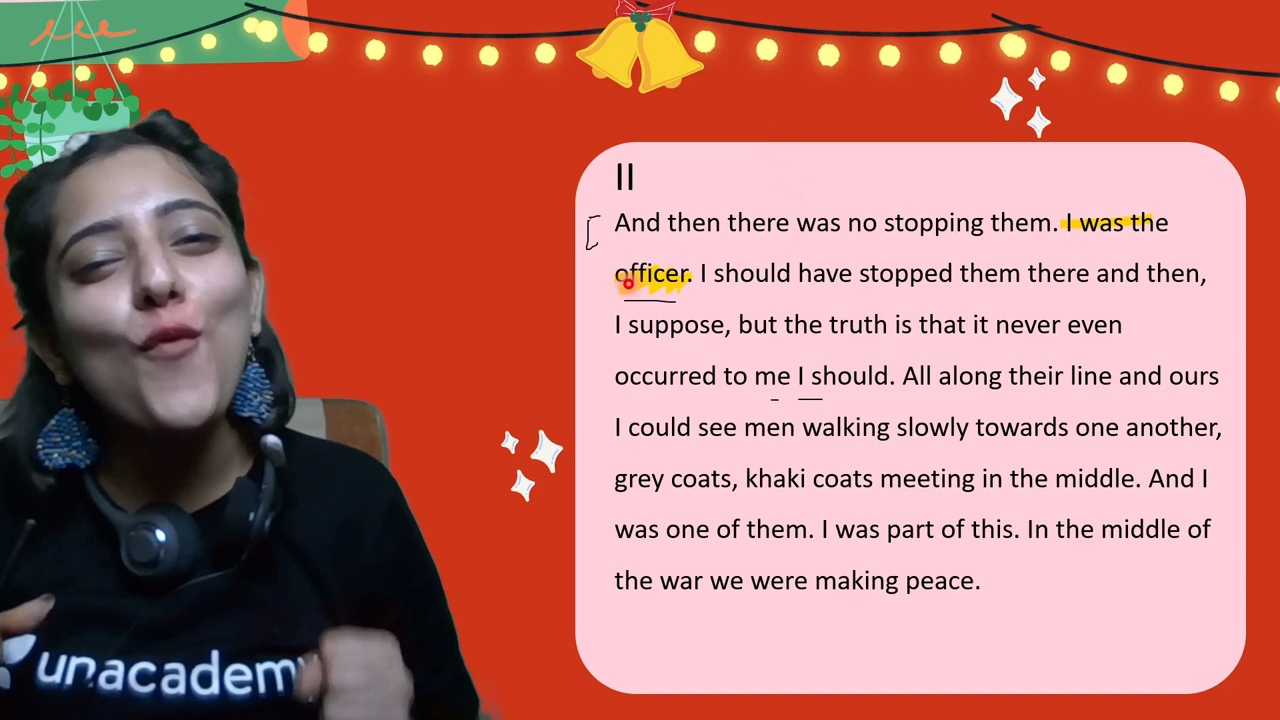 II
And then there was no stopping them. I was the
officer. I should have stopped them there and then,
I suppose, but the truth is that it never even
occurred to me I should. All along their line and ours
I could see men walking slowly towards one another,
grey coats, khaki coats meeting in the middle. And I
was one of them. I was part of this. In the middle of
the war we were making peace.
unacademy